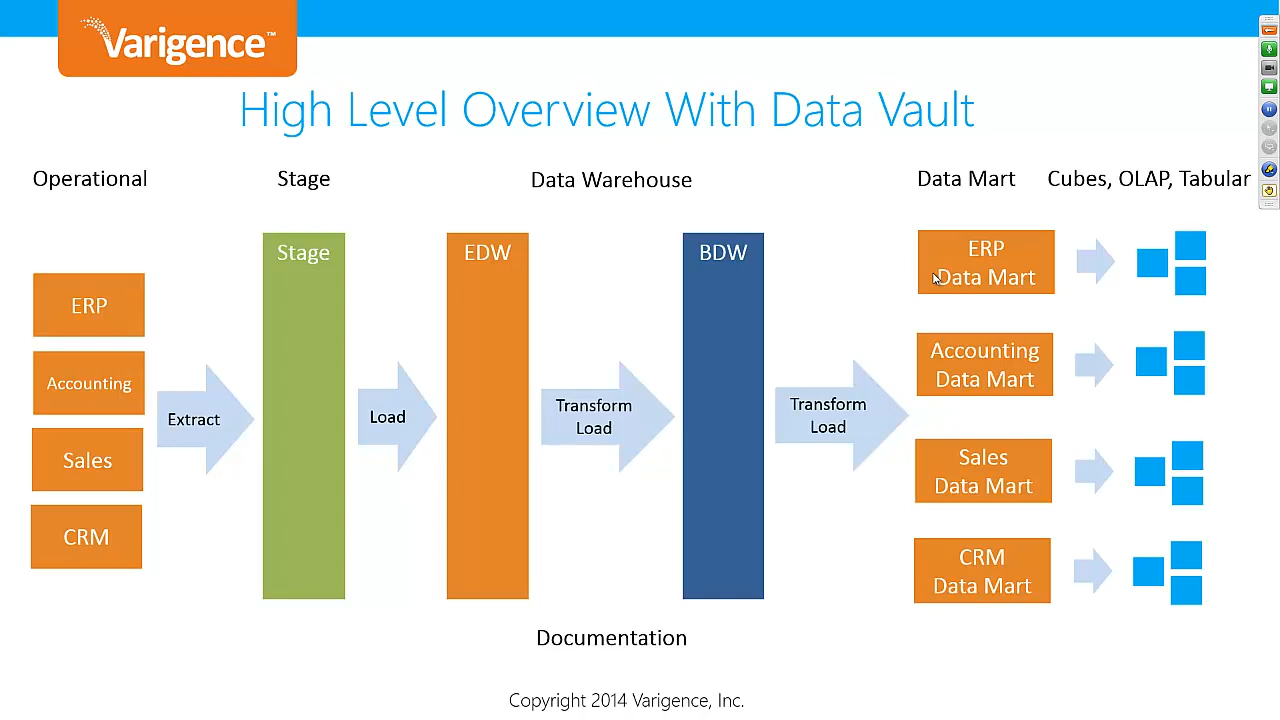 Varigence™
High Level Overview With Data Vault
Operational
Stage
Data Warehouse
Data Mart
Cubes, OLAP, Tabular
ERP
Accounting
Sales
CRM
Extract
Stage
Load
EDW
Transform
Load
BDW
Transform
Load
ERP
Data Mart
Accounting
Data Mart
Sales
Data Mart
CRM
Data Mart
Documentation
Copyright 2014 Varigence, Inc.